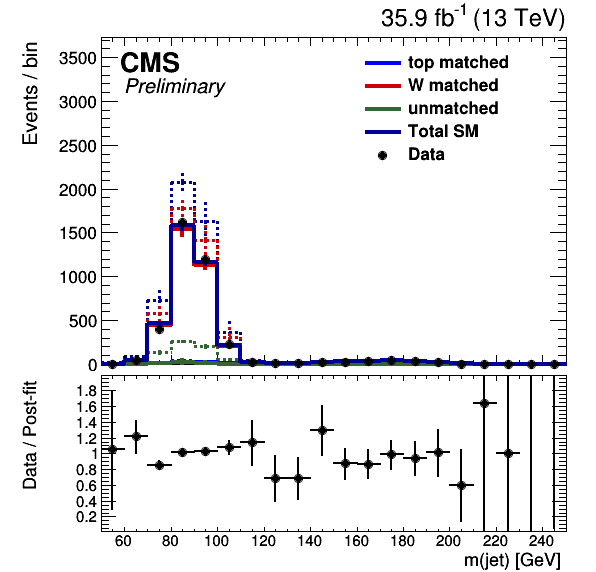 35.9 fb⁻¹ (13 TeV)
CMS
Preliminary
top matched
W matched
unmatched
Total SM
Data
Events / bin
3500
3000
2500
2000
1500
1000
500
0
Data / Post-fit
1.8
1.6
1.4
1.2
1
0.8
0.6
0.4
0.2
60 80 100 120 140 160 180 200 220 240
m(jet) [GeV]